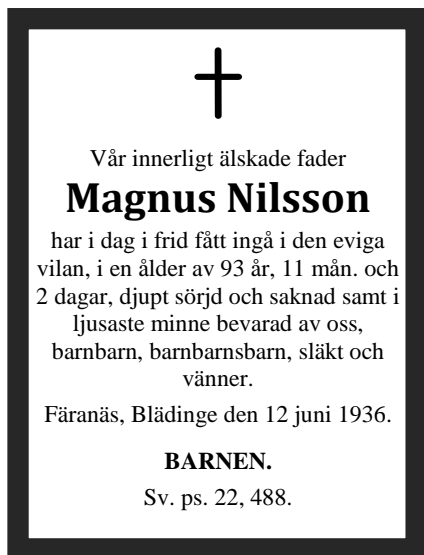 Vår innerligt älskade fader
Magnus Nilsson
har i dag i frid fått ingå i den eviga
vilan, i en ålder av 93 år, 11 mån. och
2 dagar, djupt sörjd och saknad samt i
ljusaste minne bevarad av oss,
barnbarn, barnbarnsbarn, släkt och
vänner.
Färanäs, Blädinge den 12 juni 1936.
BARNEN.
Sv. ps. 22, 488.